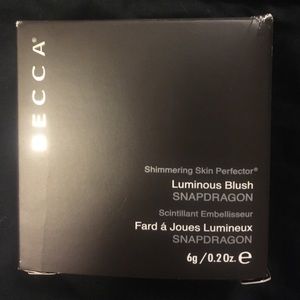 BECCA
Shimmering Skin Perfector®
Luminous Blush
SNAPDRAGON
Scintillant Embellisseur
Fard á Joues Lumineux
SNAPDRAGON
6g/0.2 Oz. ℮